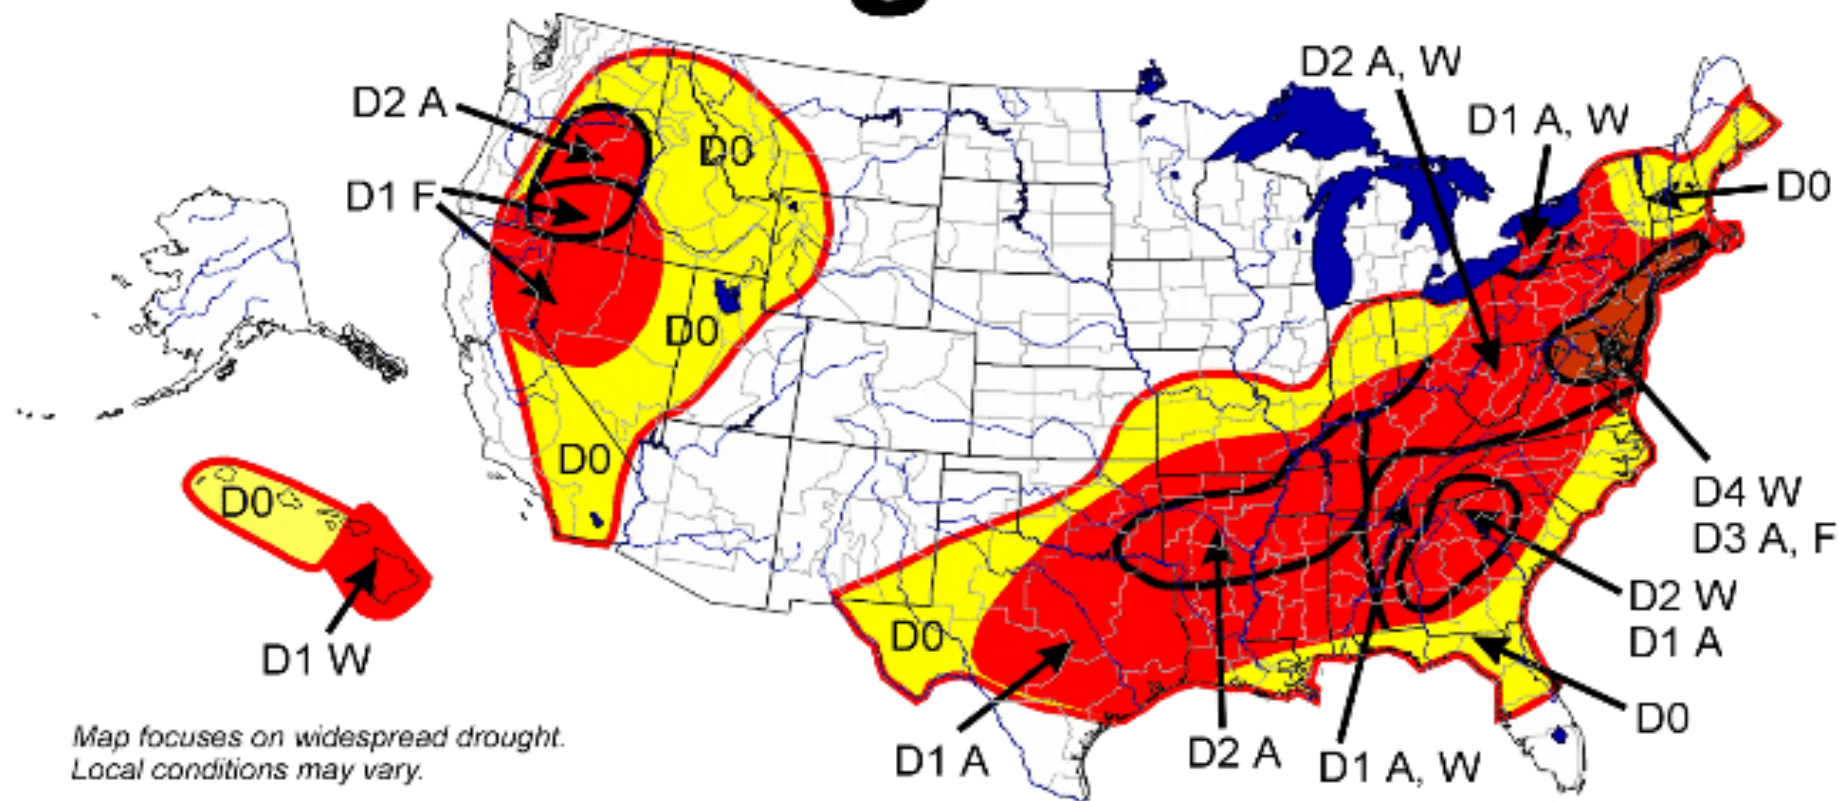 D2 A, W
D2 A
D1 A, W
D0
D0
D1 F
D0
D0
D0
D4 W
D3 A, F
D2 W
D1 A
D0
D1 W
D0
D1 A
D2 A
D1 A, W
Map focuses on widespread drought.
Local conditions may vary.